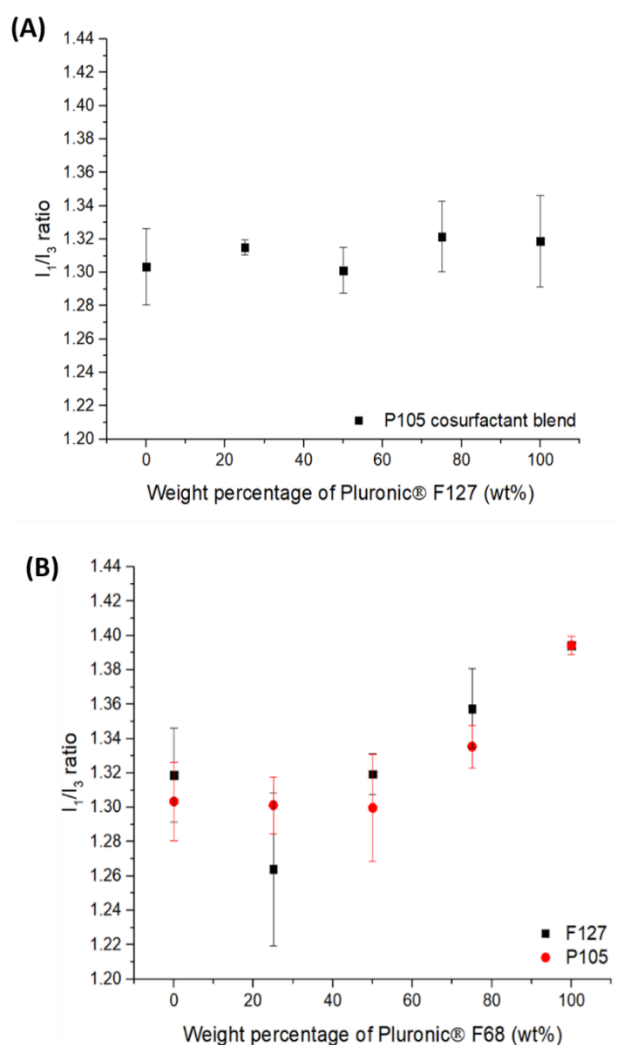 (A)
1.44
1.42
1.40
1.38
1.36
1.34
1.32
1.30
1.28
1.26
1.24
1.22
1.20
I₁/I₃ ratio
P105 cosurfactant blend
0 20 40 60 80 100
Weight percentage of Pluronic® F127 (wt%)
(B)
1.44
1.42
1.40
1.38
1.36
1.34
1.32
1.30
1.28
1.26
1.24
1.22
1.20
I₁/I₃ ratio
F127
P105
0 20 40 60 80 100
Weight percentage of Pluronic® F68 (wt%)